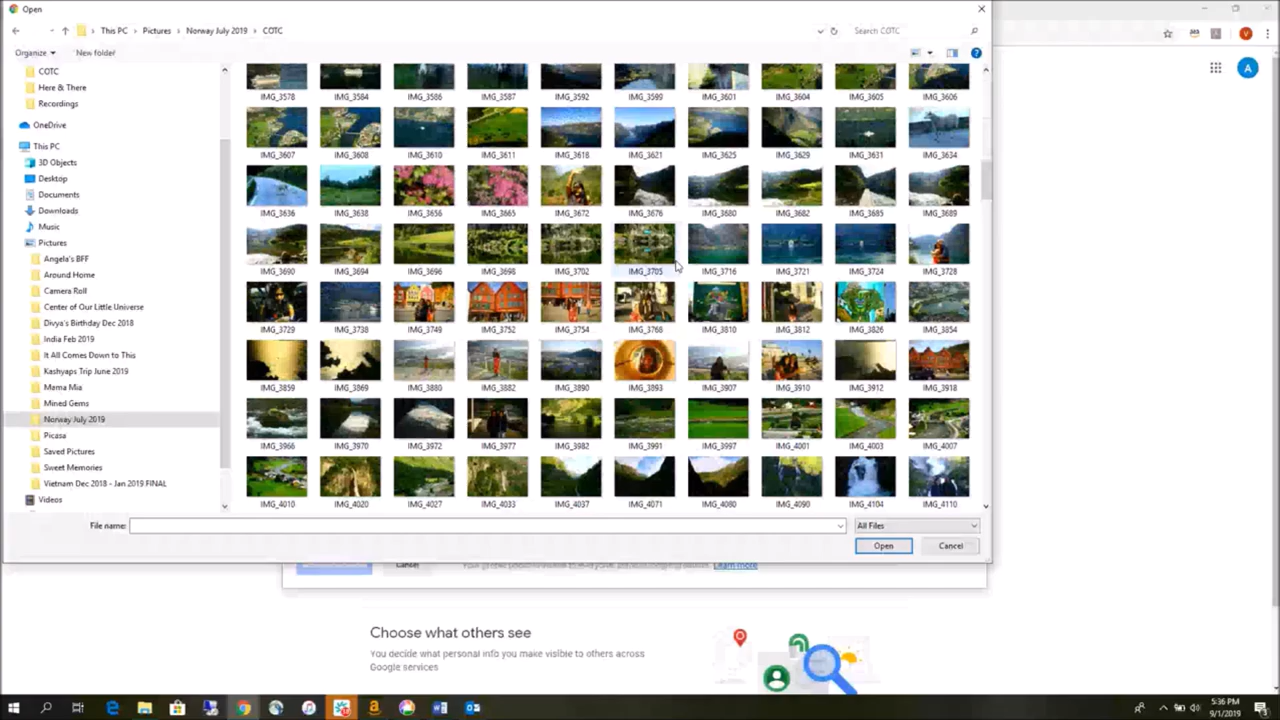 Open
This PC > Pictures > Norway July 2019 > COTC
Search COTC
Organize
New folder
COTC
Here & There
Recordings
OneDrive
This PC
3D Objects
Desktop
Documents
Downloads
Music
Pictures
Angela's BFF
Around Home
Camera Roll
Center of Our Little Universe
Divya's Birthday Dec 2018
India Feb 2019
It All Comes Down to This
Kashyaps Trip June 2019
Mama Mia
Mined Gems
Norway July 2019
Picasa
Saved Pictures
Sweet Memories
Vietnam Dec 2018 - Jan 2019 FINAL
Videos
IMG_3578 IMG_3584 IMG_3586 IMG_3587 IMG_3592 IMG_3599 IMG_3601 IMG_3604 IMG_3605 IMG_3606
IMG_3607 IMG_3608 IMG_3610 IMG_3611 IMG_3618 IMG_3621 IMG_3625 IMG_3629 IMG_3631 IMG_3634
IMG_3636 IMG_3638 IMG_3656 IMG_3665 IMG_3672 IMG_3676 IMG_3680 IMG_3682 IMG_3685 IMG_3689
IMG_3690 IMG_3694 IMG_3696 IMG_3698 IMG_3702 IMG_3705 IMG_3716 IMG_3721 IMG_3724 IMG_3728
IMG_3729 IMG_3738 IMG_3749 IMG_3752 IMG_3754 IMG_3768 IMG_3810 IMG_3812 IMG_3826 IMG_3854
IMG_3859 IMG_3869 IMG_3880 IMG_3882 IMG_3890 IMG_3893 IMG_3907 IMG_3910 IMG_3912 IMG_3918
IMG_3966 IMG_3970 IMG_3972 IMG_3977 IMG_3982 IMG_3991 IMG_3997 IMG_4001 IMG_4003 IMG_4007
IMG_4010 IMG_4020 IMG_4027 IMG_4033 IMG_4037 IMG_4071 IMG_4080 IMG_4090 IMG_4104 IMG_4110
File name:
All Files
Open
Cancel
V
A
Cancel
Learn more
Choose what others see
You decide what personal info you make visible to others across
Google services
5:36 PM
9/1/2019